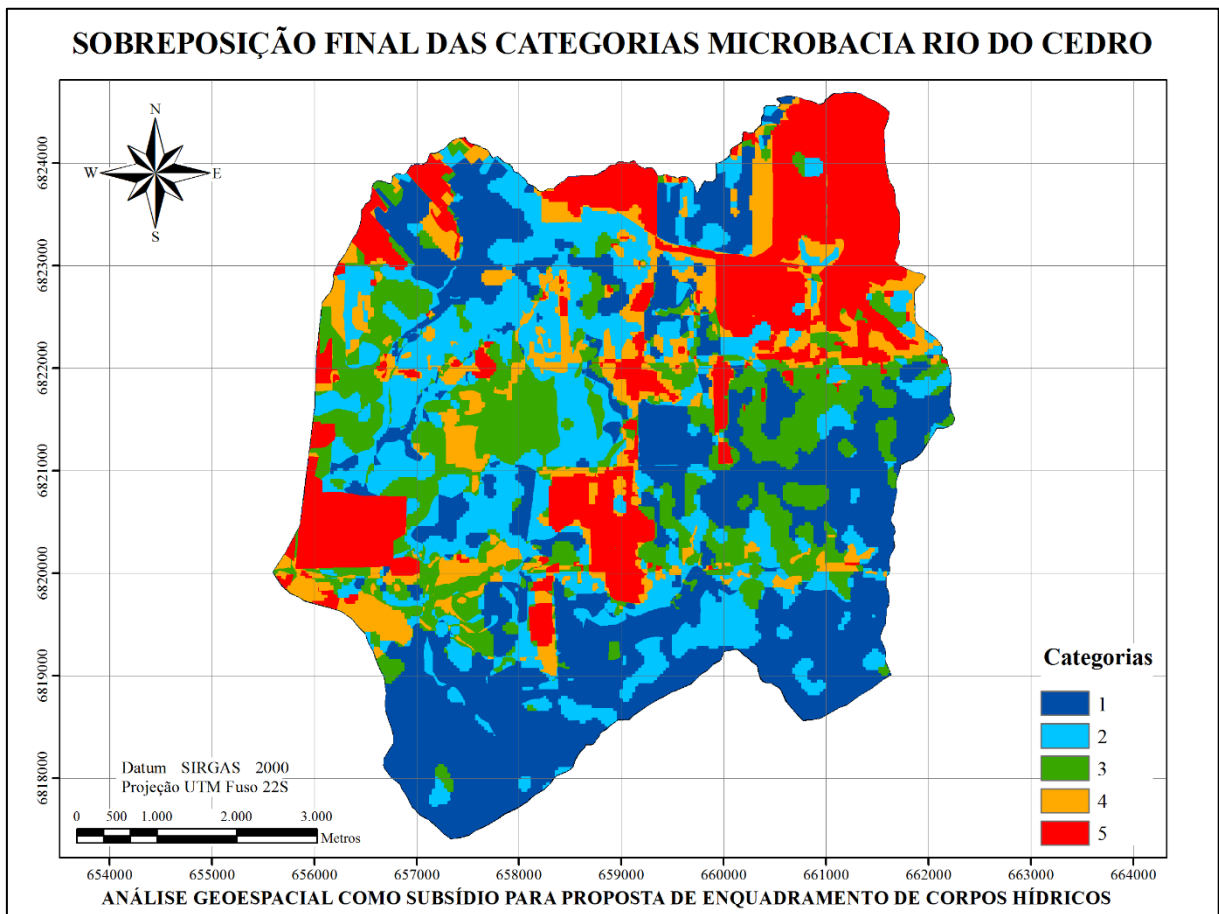 SOBREPOSIÇÃO FINAL DAS CATEGORIAS MICROBACIA RIO DO CEDRO
N
W E
S
6824000
6823000
6822000
6821000
6820000
6819000
6818000
Categorias
1
2
3
4
5
Datum SIRGAS 2000
Projeção UTM Fuso 22S
0 500 1.000 2.000 3.000
Metros
654000 655000 656000 657000 658000 659000 660000 661000 662000 663000 664000
ANÁLISE GEOESPACIAL COMO SUBSÍDIO PARA PROPOSTA DE ENQUADRAMENTO DE CORPOS HÍDRICOS